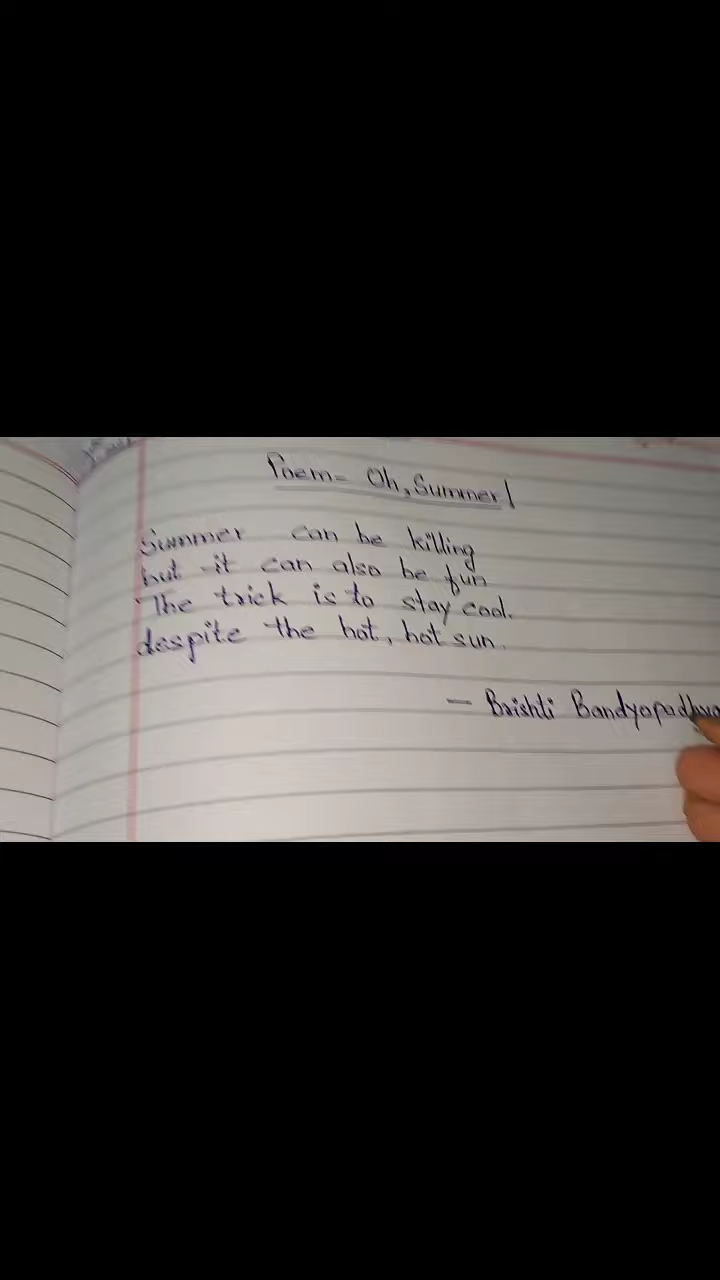 Poem - Oh, Summer!
Summer can be killing
but it can also be fun
The trick is to stay cool.
despite the hot, hot sun.
— Brishti Bandyopadhya